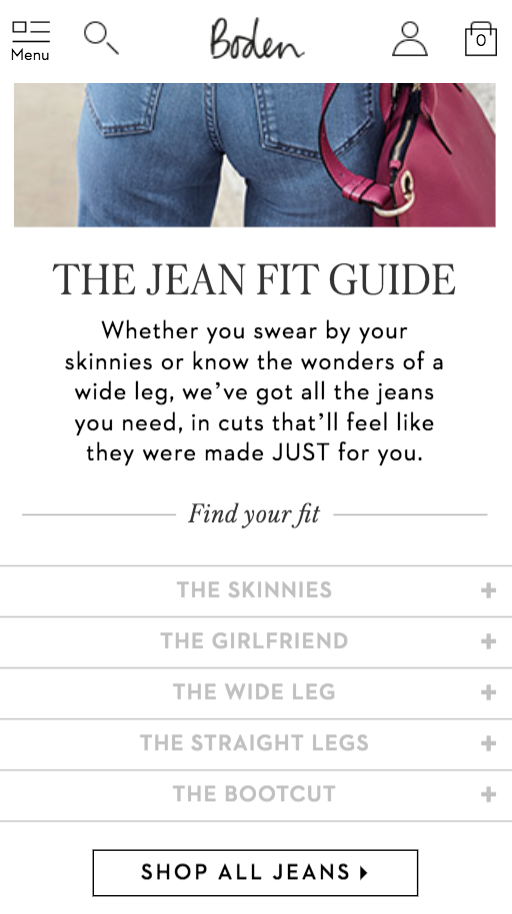 Boden
0
Menu
THE JEAN FIT GUIDE
Whether you swear by your
skinnies or know the wonders of a
wide leg, we’ve got all the jeans
you need, in cuts that’ll feel like
they were made JUST for you.
Find your fit
THE SKINNIES +
THE GIRLFRIEND +
THE WIDE LEG +
THE STRAIGHT LEGS +
THE BOOTCUT +
SHOP ALL JEANS